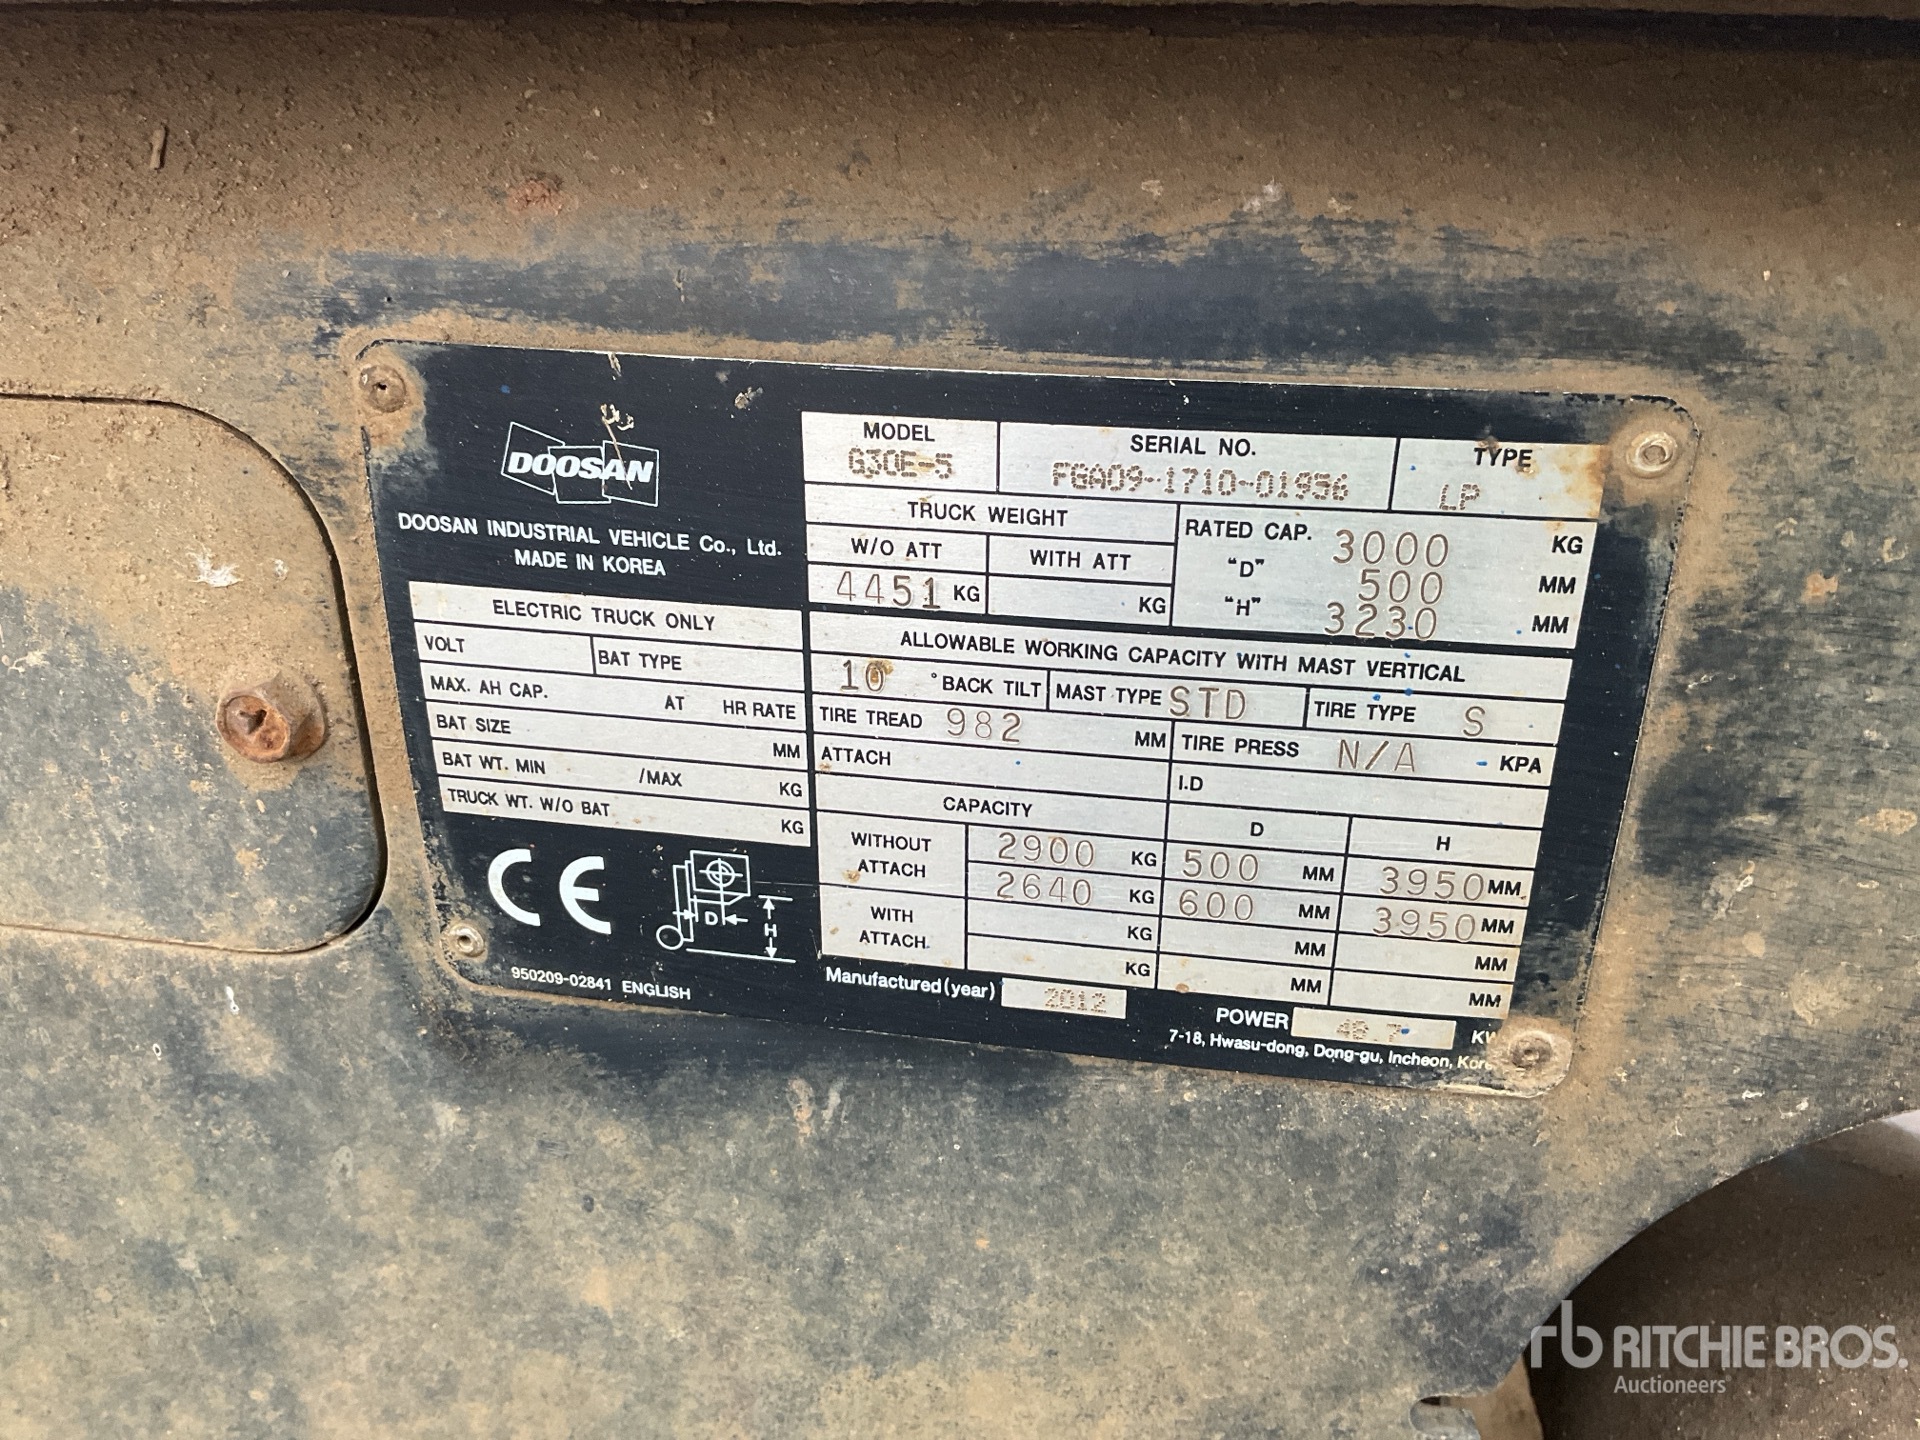 DOOSAN
DOOSAN INDUSTRIAL VEHICLE Co., Ltd.
MADE IN KOREA
MODEL
G30E-5
SERIAL NO.
FGA09-1710-01956
TYPE
LP
TRUCK WEIGHT
W/O ATT
WITH ATT
4451 KG
KG
RATED CAP. 3000 KG
"D" 500 MM
"H" 3230 MM
ELECTRIC TRUCK ONLY
VOLT
BAT TYPE
MAX. AH CAP. AT HR RATE
BAT SIZE MM
BAT WT. MIN /MAX KG
TRUCK WT. W/O BAT KG
ALLOWABLE WORKING CAPACITY WITH MAST VERTICAL
10 °BACK TILT
MAST TYPE STD
TIRE TYPE S
TIRE TREAD 982 MM
TIRE PRESS N/A KPA
ATTACH
I.D
CAPACITY
D
H
WITHOUT
ATTACH
2900 KG 500 MM 3950 MM
2640 KG 600 MM 3950 MM
WITH
ATTACH
KG MM MM
KG MM MM
CE
D
H
950209-02841 ENGLISH
Manufactured (year) 2012
POWER
7-18, Hwasu-dong, Dong-gu, Incheon,
rb RITCHIE BROS.
Auctioneers